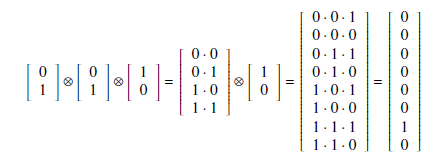 0 · 0 · 1 0
0 · 0 · 0 0
0 · 0 0 · 1 · 1 0
0 0 1 0 · 1 1 0 · 1 · 0 0
⊗ ⊗ = ⊗ = =
1 1 0 1 · 0 0 1 · 0 · 1 0
1 · 1 1 · 0 · 0 0
1 · 1 · 1 1
1 · 1 · 0 0